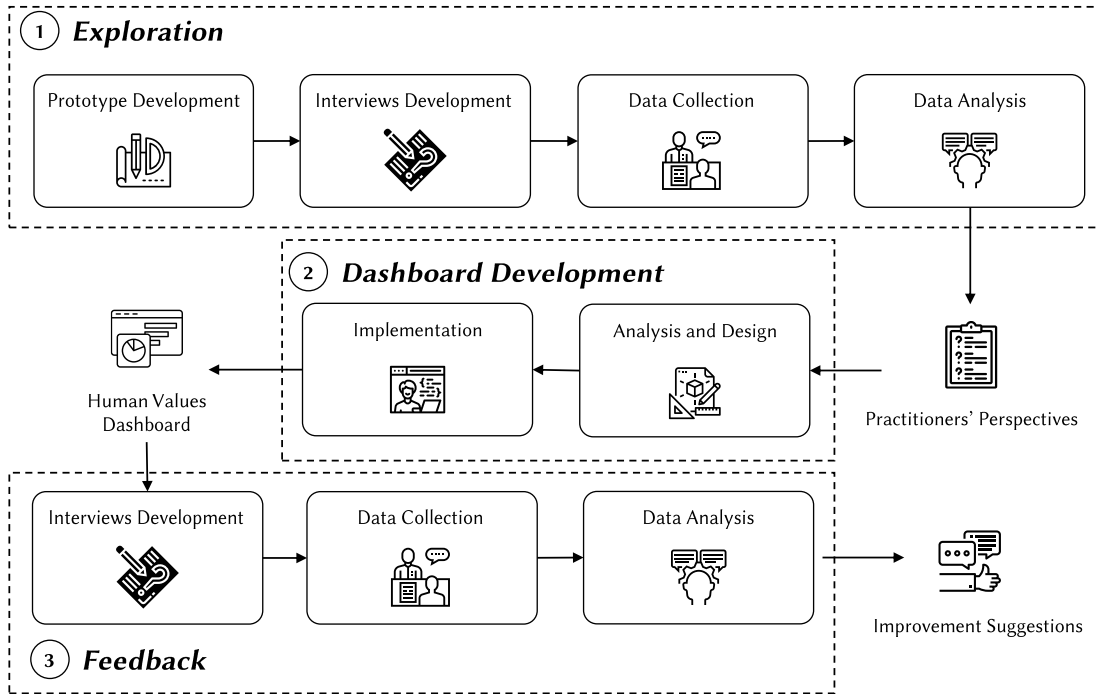 1 Exploration
Prototype Development
Interviews Development
Data Collection
Data Analysis
2 Dashboard Development
Implementation
Analysis and Design
Human Values
Dashboard
Practitioners’ Perspectives
Interviews Development
Data Collection
Data Analysis
Improvement Suggestions
3 Feedback